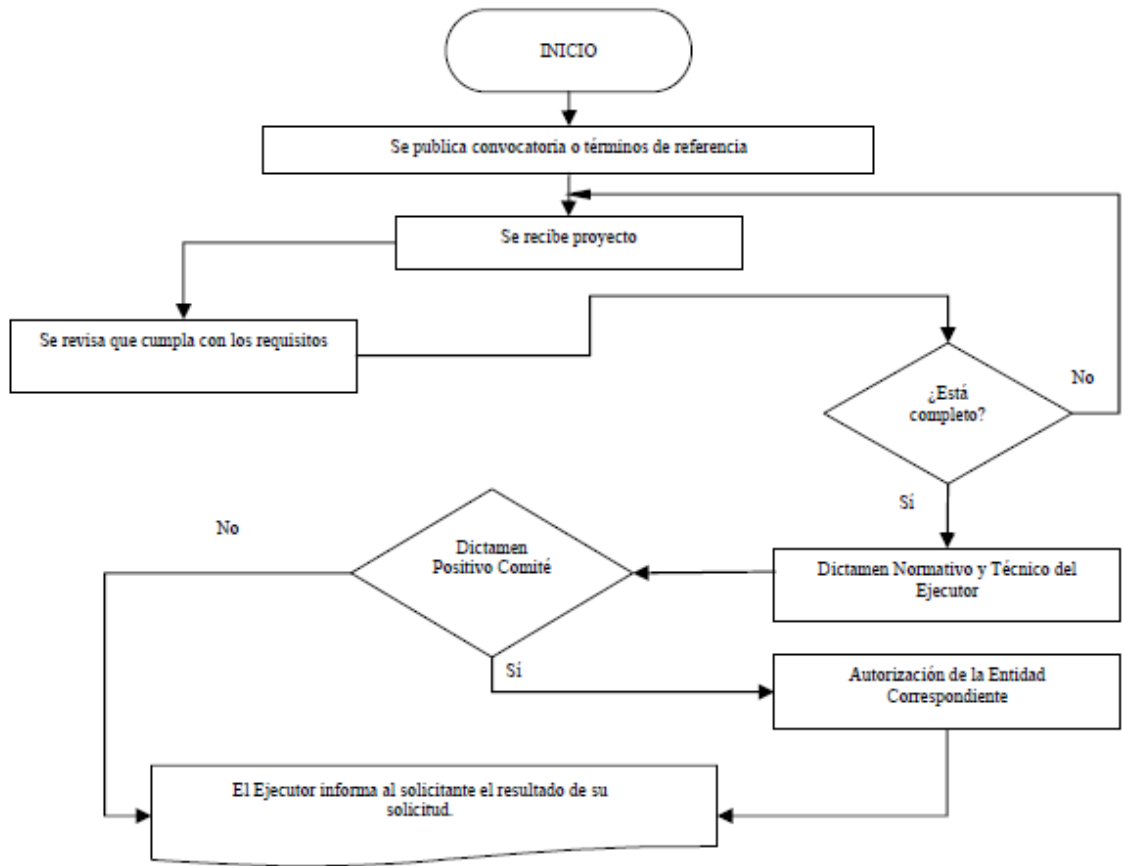 INICIO
Se publica convocatoria o términos de referencia
Se recibe proyecto
Se revisa que cumpla con los requisitos
¿Está
completo?
No
Sí
Dictamen Normativo y Técnico del
Ejecutor
Dictamen
Positivo Comité
No
Sí
Autorización de la Entidad
Correspondiente
El Ejecutor informa al solicitante el resultado de su
solicitud.